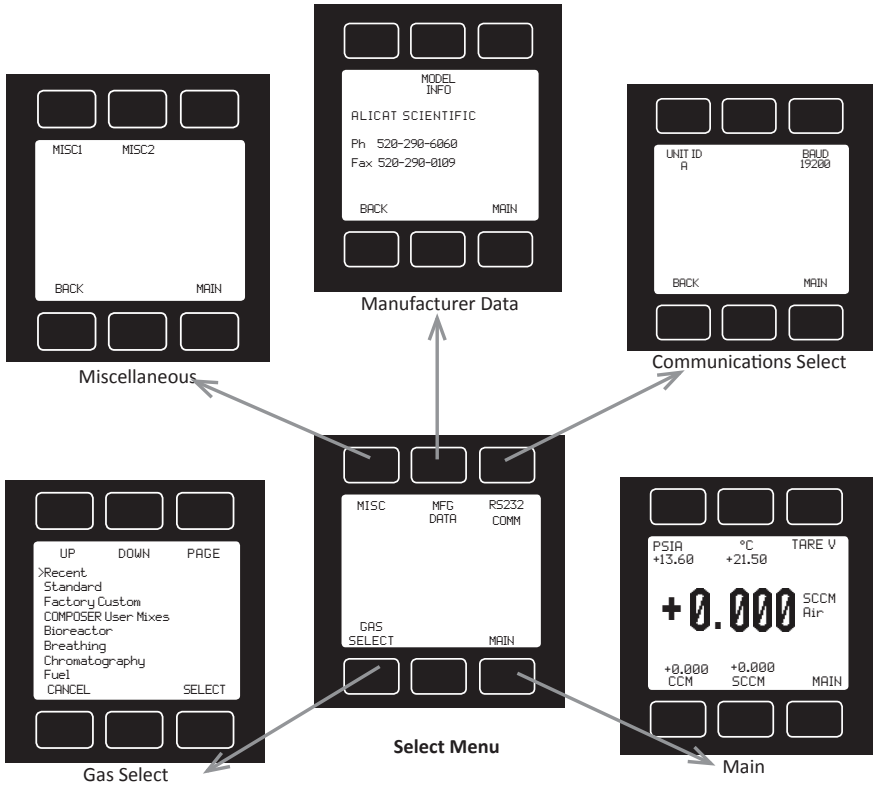 MODEL
INFO
ALICAT SCIENTIFIC
Ph 520-290-6060
Fax 520-290-0109
BACK MAIN
Manufacturer Data
MISC1 MISC2
BACK MAIN
Miscellaneous
UNIT ID BAUD
A 19200
BACK MAIN
Communications Select
UP DOWN PAGE
>Recent
Standard
Factory Custom
COMPOSER User Mixes
Bioreactor
Breathing
Chromatography
Fuel
CANCEL SELECT
Gas Select
MISC MFG RS232
DATA COMM
GAS
SELECT MAIN
Select Menu
PSIA °C TARE V
+13.60 +21.50
+0.000 SCCM
Air
+0.000 +0.000
CCM SCCM MAIN
Main